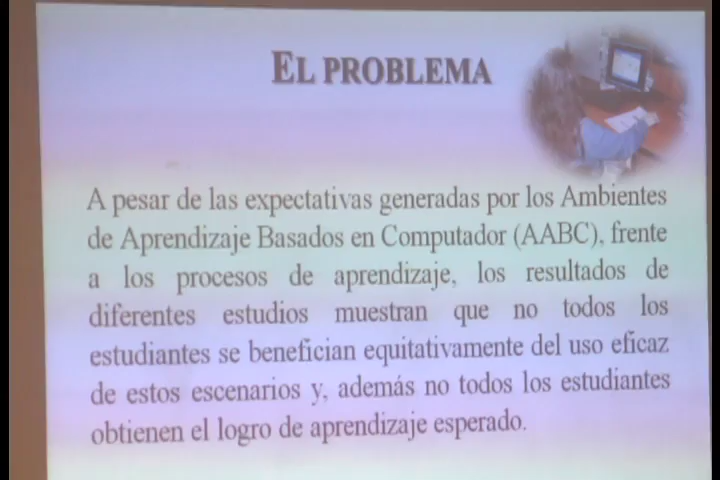 EL PROBLEMA
A pesar de las expectativas generadas por los Ambientes
de Aprendizaje Basados en Computador (AABC), frente
a los procesos de aprendizaje, los resultados de
diferentes estudios muestran que no todos los
estudiantes se benefician equitativamente del uso eficaz
de estos escenarios y, además no todos los estudiantes
obtienen el logro de aprendizaje esperado.